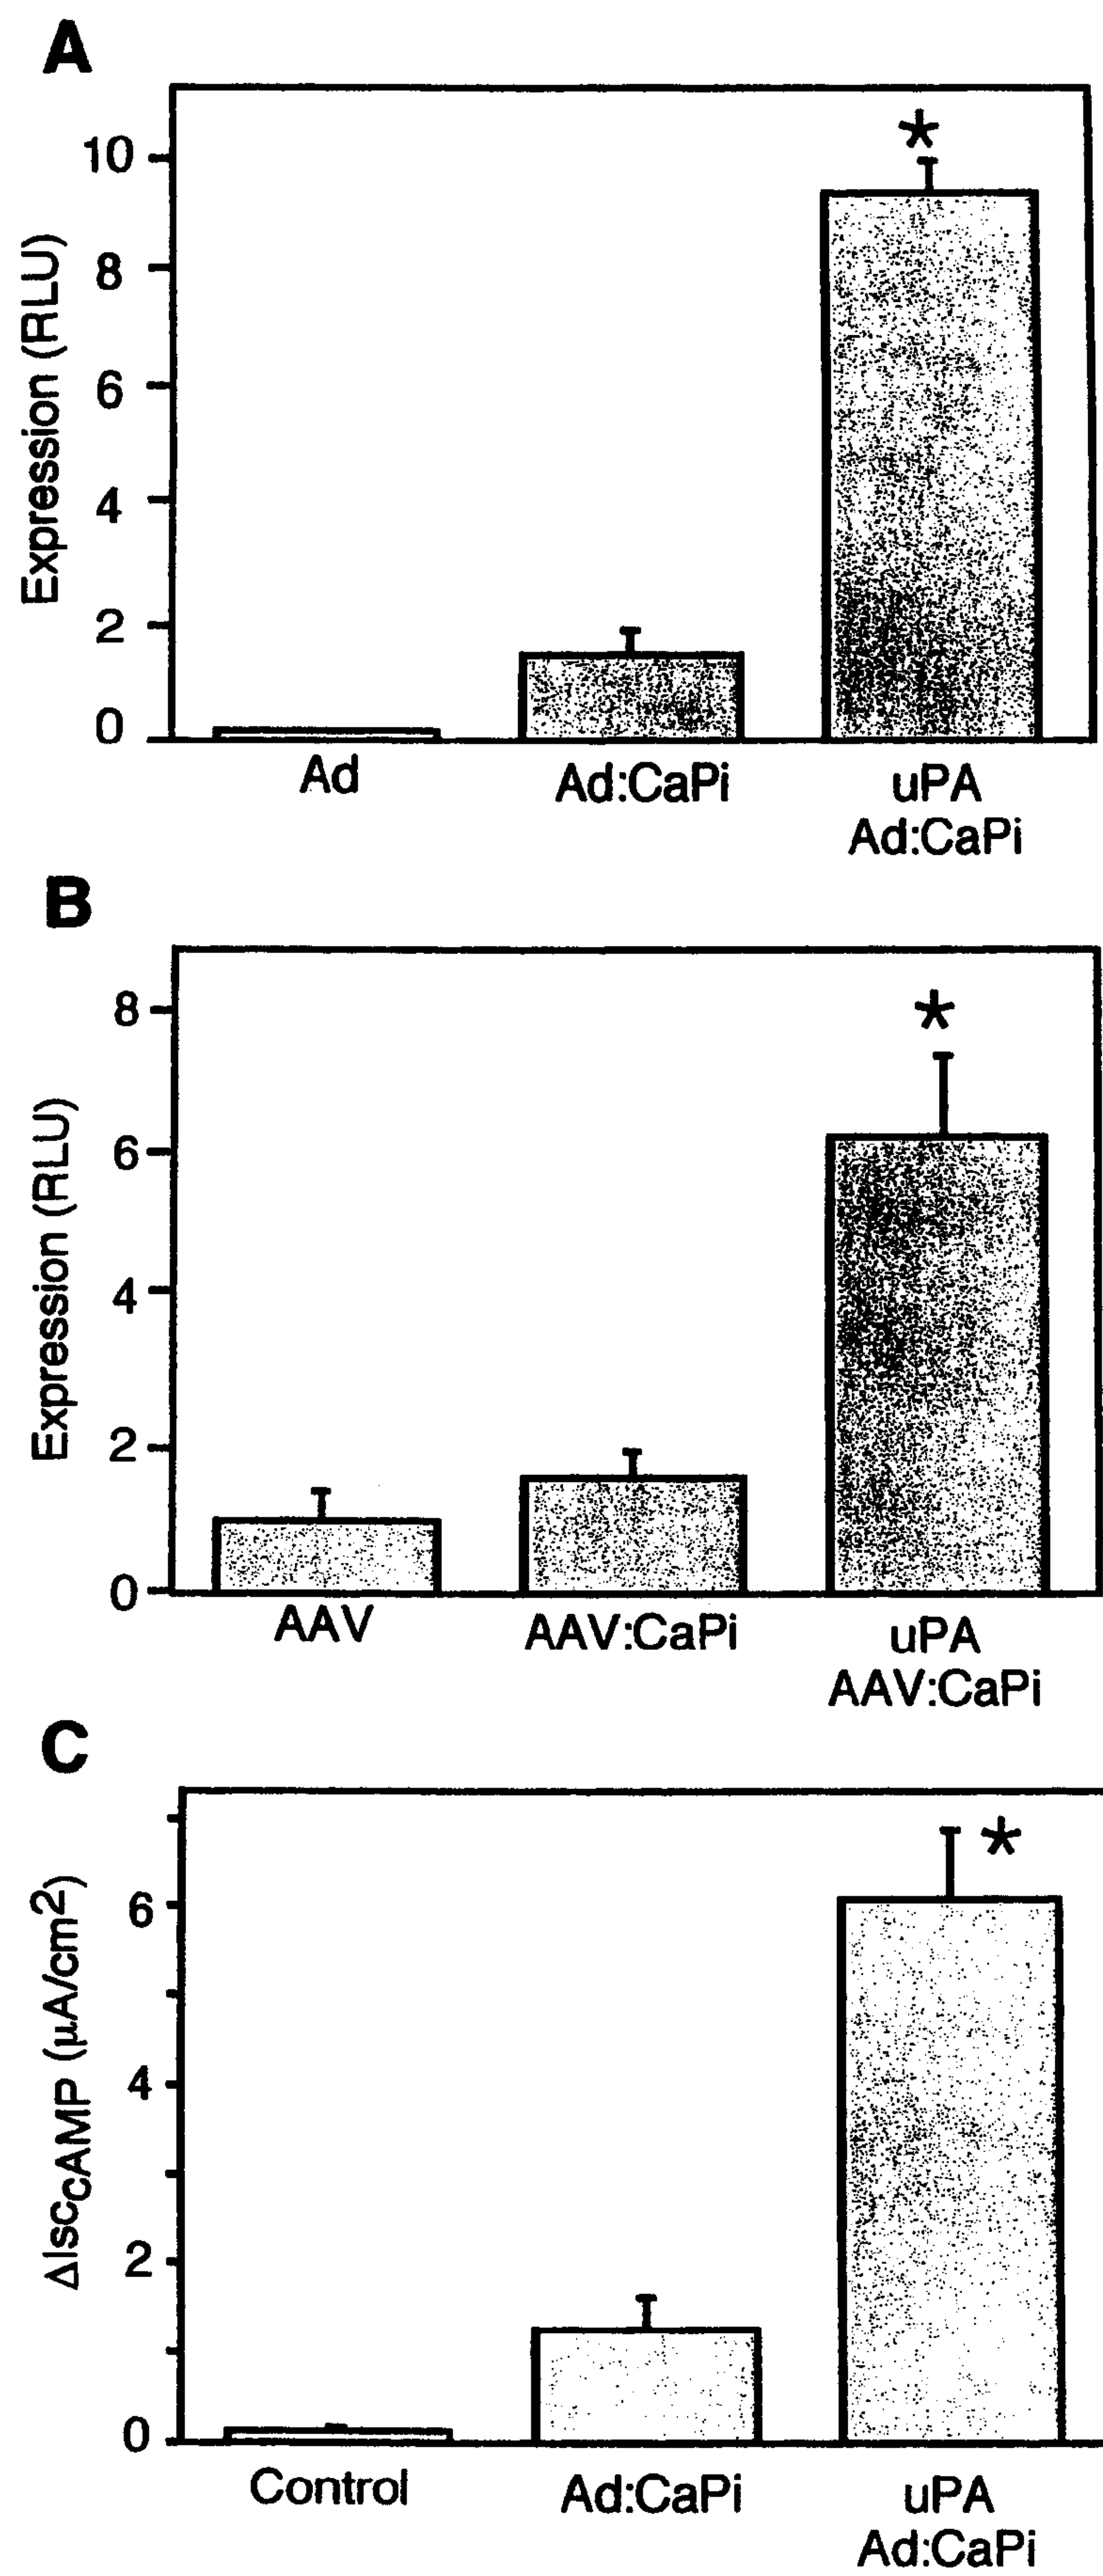 A
Expression (RLU)
10
8
6
4
2
0
*
Ad
Ad:CaPi
uPA
Ad:CaPi
B
Expression (RLU)
8
6
4
2
0
*
AAV
AAV:CaPi
uPA
AAV:CaPi
C
ΔIsccAMP (μA/cm2)
6
4
2
0
*
Control
Ad:CaPi
uPA
Ad:CaPi